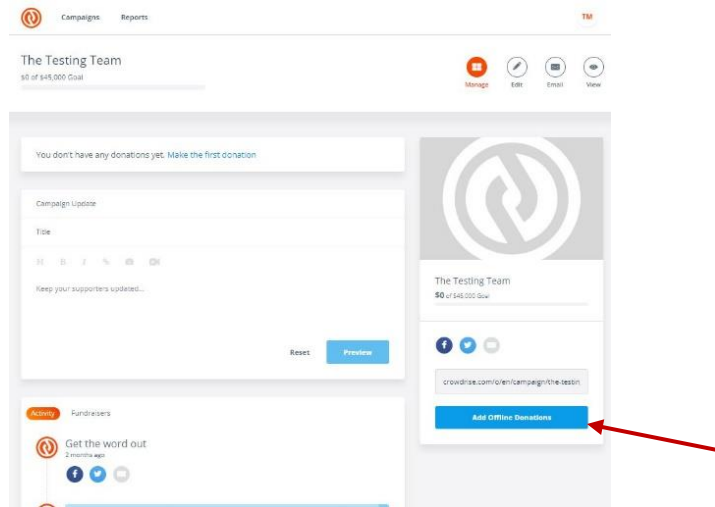 Campaigns Reports TM
The Testing Team
$0 of $45,000 Goal
Manage Edit Email View
You don't have any donations yet. Make the first donation
Campaign Update
Title
H B I
Keep your supporters updated...
Reset Preview
The Testing Team
$0 of $45,000 Goal
crowdrise.com/o/en/campaign/the-testin
Add Offline Donations
Activity Fundraisers
Get the word out
2 months ago